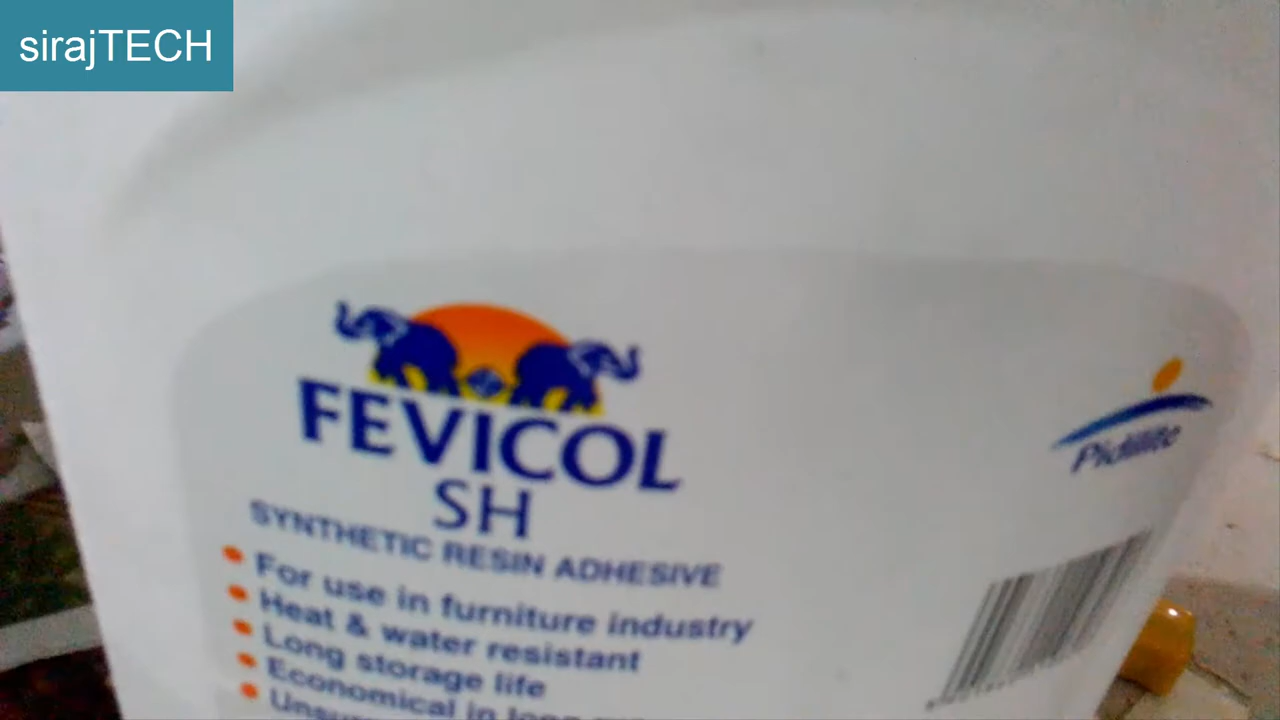 sirajTECH
FEVICOL
SH
Pidilite
SYNTHETIC RESIN ADHESIVE
For use in furniture industry
Heat & water resistant
Long storage life
Economical in long